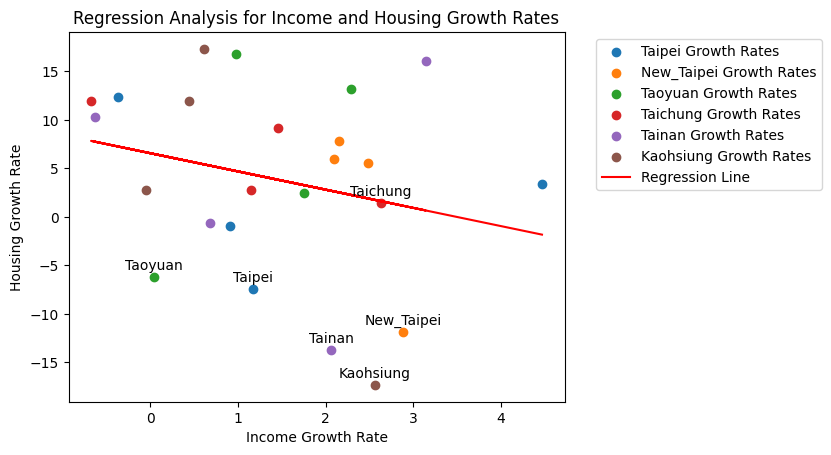 Regression Analysis for Income and Housing Growth Rates
Housing Growth Rate
15
10
5
0
−5
−10
−15
Taichung
Taoyuan
Taipei
New_Taipei
Tainan
Kaohsiung
0
1
2
3
4
Income Growth Rate
Taipei Growth Rates
New_Taipei Growth Rates
Taoyuan Growth Rates
Taichung Growth Rates
Tainan Growth Rates
Kaohsiung Growth Rates
Regression Line